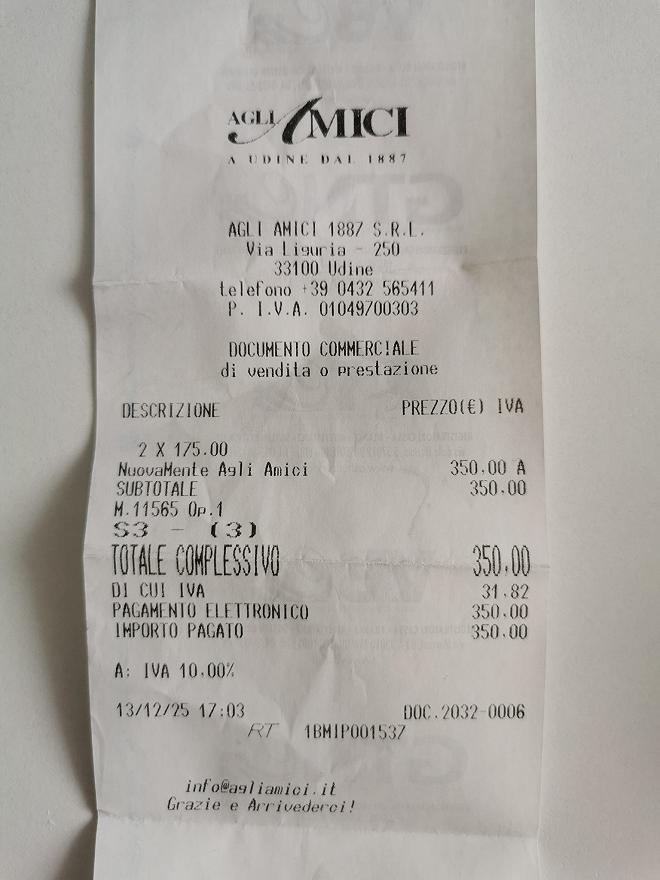 AGLI AMICI
A UDINE DAL 1887
AGLI AMICI 1887 S.R.L.
Via Liguria - 250
33100 Udine
telefono +39 0432 565411
P. I.V.A. 01049700303
DOCUMENTO COMMERCIALE
di vendita o prestazione
DESCRIZIONE PREZZO(€) IVA
2 X 175.00
NuovaMente Agli Amici 350.00 A
SUBTOTALE 350.00
M.11565 Op.1
S3 - (3)
TOTALE COMPLESSIVO 350.00
DI CUI IVA 31.82
PAGAMENTO ELETTRONICO 350.00
IMPORTO PAGATO 350.00
A: IVA 10.00%
13/12/25 17:03 DOC.2032-0006
RT 1BMIP001537
info@agliamici.it
Grazie e Arrivederci!